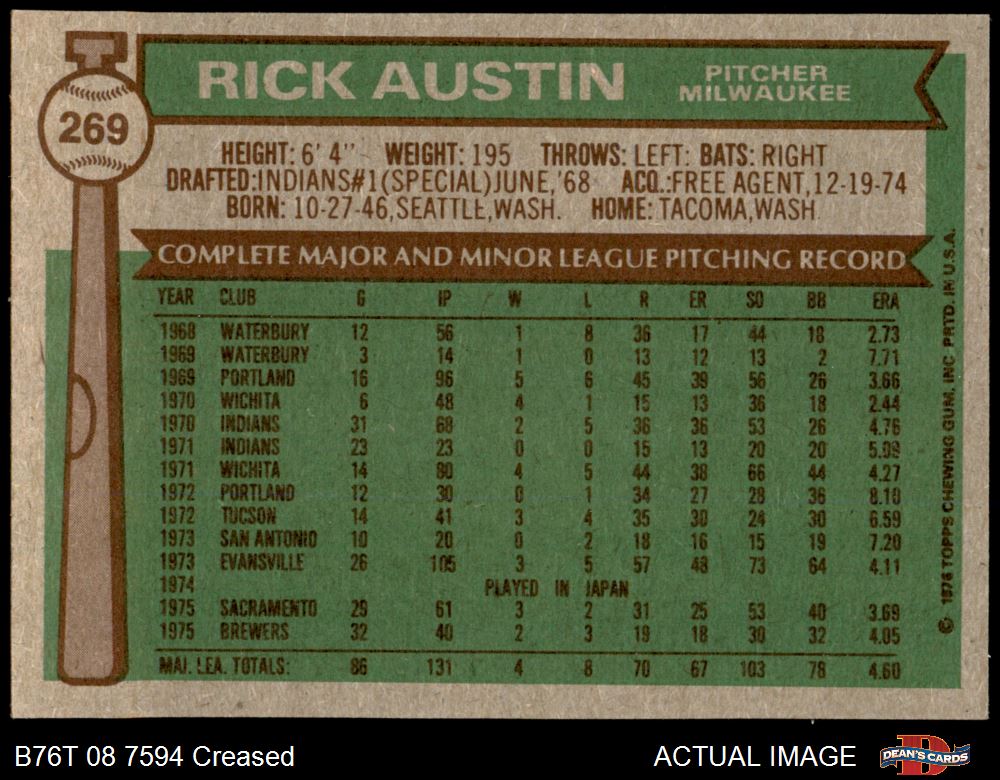 269
RICK AUSTIN
PITCHER
MILWAUKEE
HEIGHT: 6' 4" WEIGHT: 195 THROWS: LEFT: BATS: RIGHT
DRAFTED:INDIANS#1(SPECIAL)JUNE,'68 ACQ.:FREE AGENT,12-19-74
BORN: 10-27-46,SEATTLE,WASH. HOME: TACOMA,WASH.
COMPLETE MAJOR AND MINOR LEAGUE PITCHING RECORD
YEAR CLUB G IP W L R ER SO BB ERA
1968 WATERBURY 12 56 1 8 36 17 44 18 2.73
1969 WATERBURY 3 14 1 0 13 12 13 2 7.71
1969 PORTLAND 16 96 5 6 45 39 56 26 3.66
1970 WICHITA 6 48 4 1 15 13 36 18 2.44
1970 INDIANS 31 68 2 5 36 36 53 26 4.76
1971 INDIANS 23 23 0 0 15 13 20 20 5.09
1971 WICHITA 14 80 4 5 44 38 66 44 4.27
1972 PORTLAND 12 30 0 1 34 27 28 36 8.10
1972 TUCSON 14 41 3 4 35 30 24 30 6.59
1973 SAN ANTONIO 10 20 0 2 18 16 15 19 7.20
1973 EVANSVILLE 26 105 3 5 57 48 73 64 4.11
1974 PLAYED IN JAPAN
1975 SACRAMENTO 29 61 3 2 31 25 53 40 3.69
1975 BREWERS 32 40 2 3 19 18 30 32 4.05
MAJ. LEA. TOTALS: 86 131 4 8 70 67 103 78 4.60
© 1976 TOPPS CHEWING GUM, INC. PRTD. IN U.S.A.
B76T 08 7594 Creased
ACTUAL IMAGE
D
DEAN'S CARDS